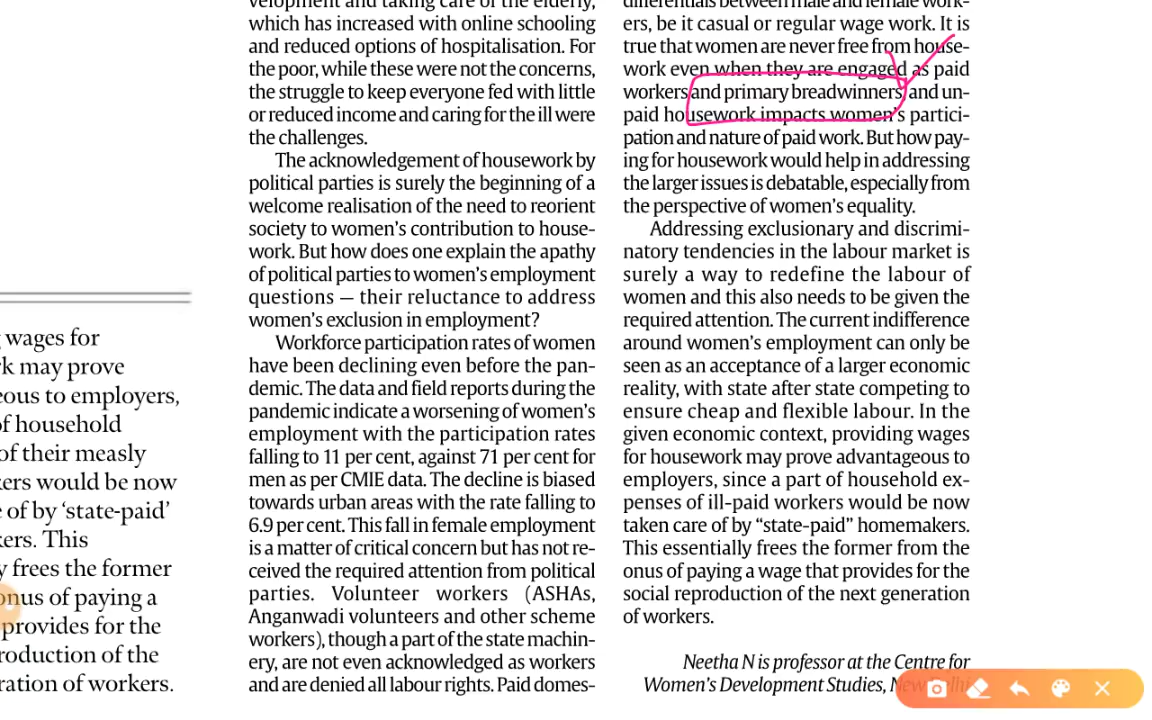 wages for
may prove
to employers,
of household
of their measly
would be now
of by ‘state-paid’
This
frees the former
of paying a
provides for the
of the
of workers.
velopment and taking care of the elderly,
which has increased with online schooling
and reduced options of hospitalisation. For
the poor, while these were not the concerns,
the struggle to keep everyone fed with little
or reduced income and caring for the ill were
the challenges.
The acknowledgement of housework by
political parties is surely the beginning of a
welcome realisation of the need to reorient
society to women’s contribution to house-
work. But how does one explain the apathy
of political parties to women’s employment
questions — their reluctance to address
women’s exclusion in employment?
Workforce participation rates of women
have been declining even before the pan-
demic. The data and field reports during the
pandemic indicate a worsening of women’s
employment with the participation rates
falling to 11 per cent, against 71 per cent for
men as per CMIE data. The decline is biased
towards urban areas with the rate falling to
6.9 per cent. This fall in female employment
is a matter of critical concern but has not re-
ceived the required attention from political
parties. Volunteer workers (ASHAs,
Anganwadi volunteers and other scheme
workers), though a part of the state machin-
ery, are not even acknowledged as workers
and are denied all labour rights. Paid domes-
differentials between male and female work-
ers, be it casual or regular wage work. It is
true that women are never free from house-
work even when they are engaged as paid
workers and primary breadwinners, and un-
paid housework impacts women’s partici-
pation and nature of paid work. But how pay-
ing for housework would help in addressing
the larger issues is debatable, especially from
the perspective of women’s equality.
Addressing exclusionary and discrimi-
natory tendencies in the labour market is
surely a way to redefine the labour of
women and this also needs to be given the
required attention. The current indifference
around women’s employment can only be
seen as an acceptance of a larger economic
reality, with state after state competing to
ensure cheap and flexible labour. In the
given economic context, providing wages
for housework may prove advantageous to
employers, since a part of household ex-
penses of ill-paid workers would be now
taken care of by “state-paid” homemakers.
This essentially frees the former from the
onus of paying a wage that provides for the
social reproduction of the next generation
of workers.
Neetha N is professor at the Centre for
Women’s Development Studies, New Delhi